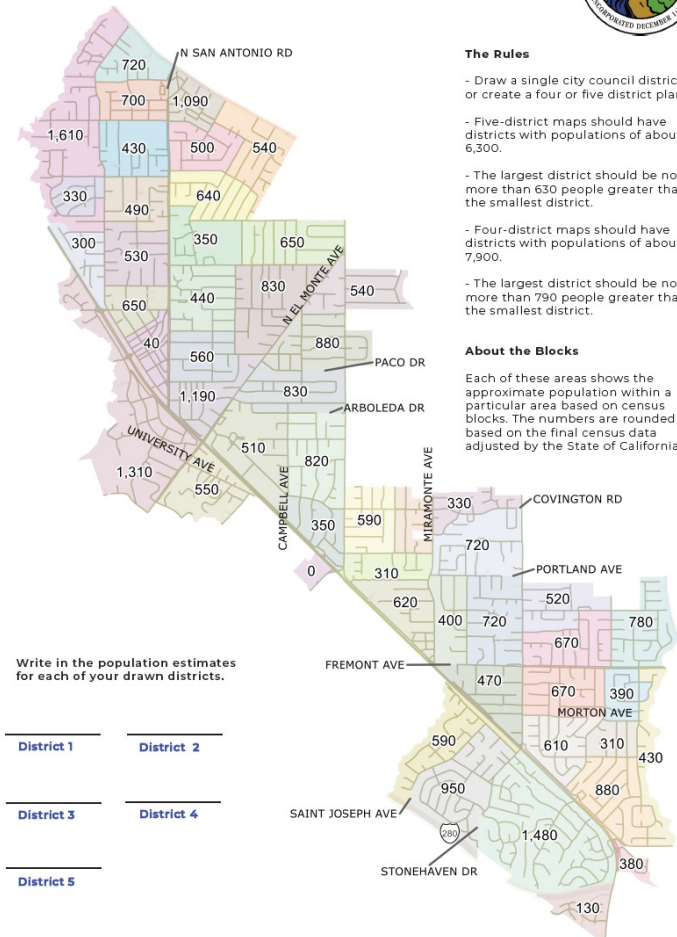 INCORPORATED DECEMBER 1
The Rules
- Draw a single city council distric
or create a four or five district plan
- Five-district maps should have
districts with populations of abou
6,300.
- The largest district should be no
more than 630 people greater tha
the smallest district.
- Four-district maps should have
districts with populations of abou
7,900.
- The largest district should be no
more than 790 people greater tha
the smallest district.
About the Blocks
Each of these areas shows the
approximate population within a
particular area based on census
blocks. The numbers are rounded
based on the final census data
adjusted by the State of California
N SAN ANTONIO RD
720
700
1,090
1,610
430
500
540
330
490
640
300
530
350
650
N EL MONTE AVE
650
440
830
540
40
560
880
PACO DR
1,190
830
ARBOLEDA DR
UNIVERSITY AVE
510
820
1,310
550
CAMPBELL AVE
MIRAMONTE AVE
350
590
330
COVINGTON RD
720
0
310
PORTLAND AVE
620
400
720
520
670
780
FREMONT AVE
470
670
390
MORTON AVE
590
610
310
430
950
880
SAINT JOSEPH AVE
280
1,480
STONEHAVEN DR
380
130
Write in the population estimates
for each of your drawn districts.
District 1
District 2
District 3
District 4
District 5